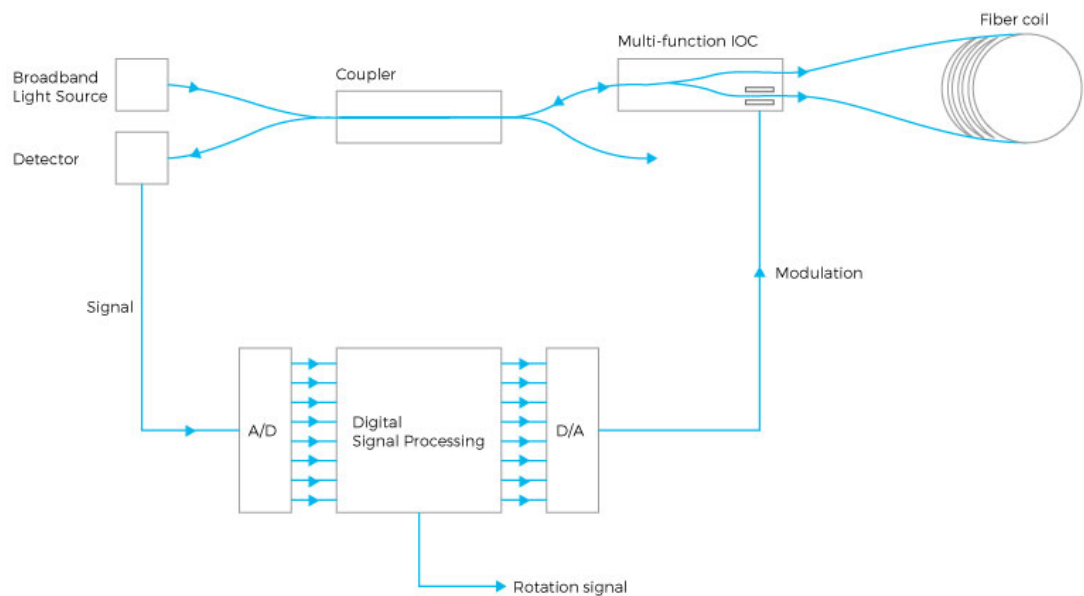 Fiber coil
Multi-function IOC
Broadband
Light Source
Coupler
Detector
Modulation
Signal
A/D
Digital
Signal Processing
D/A
Rotation signal